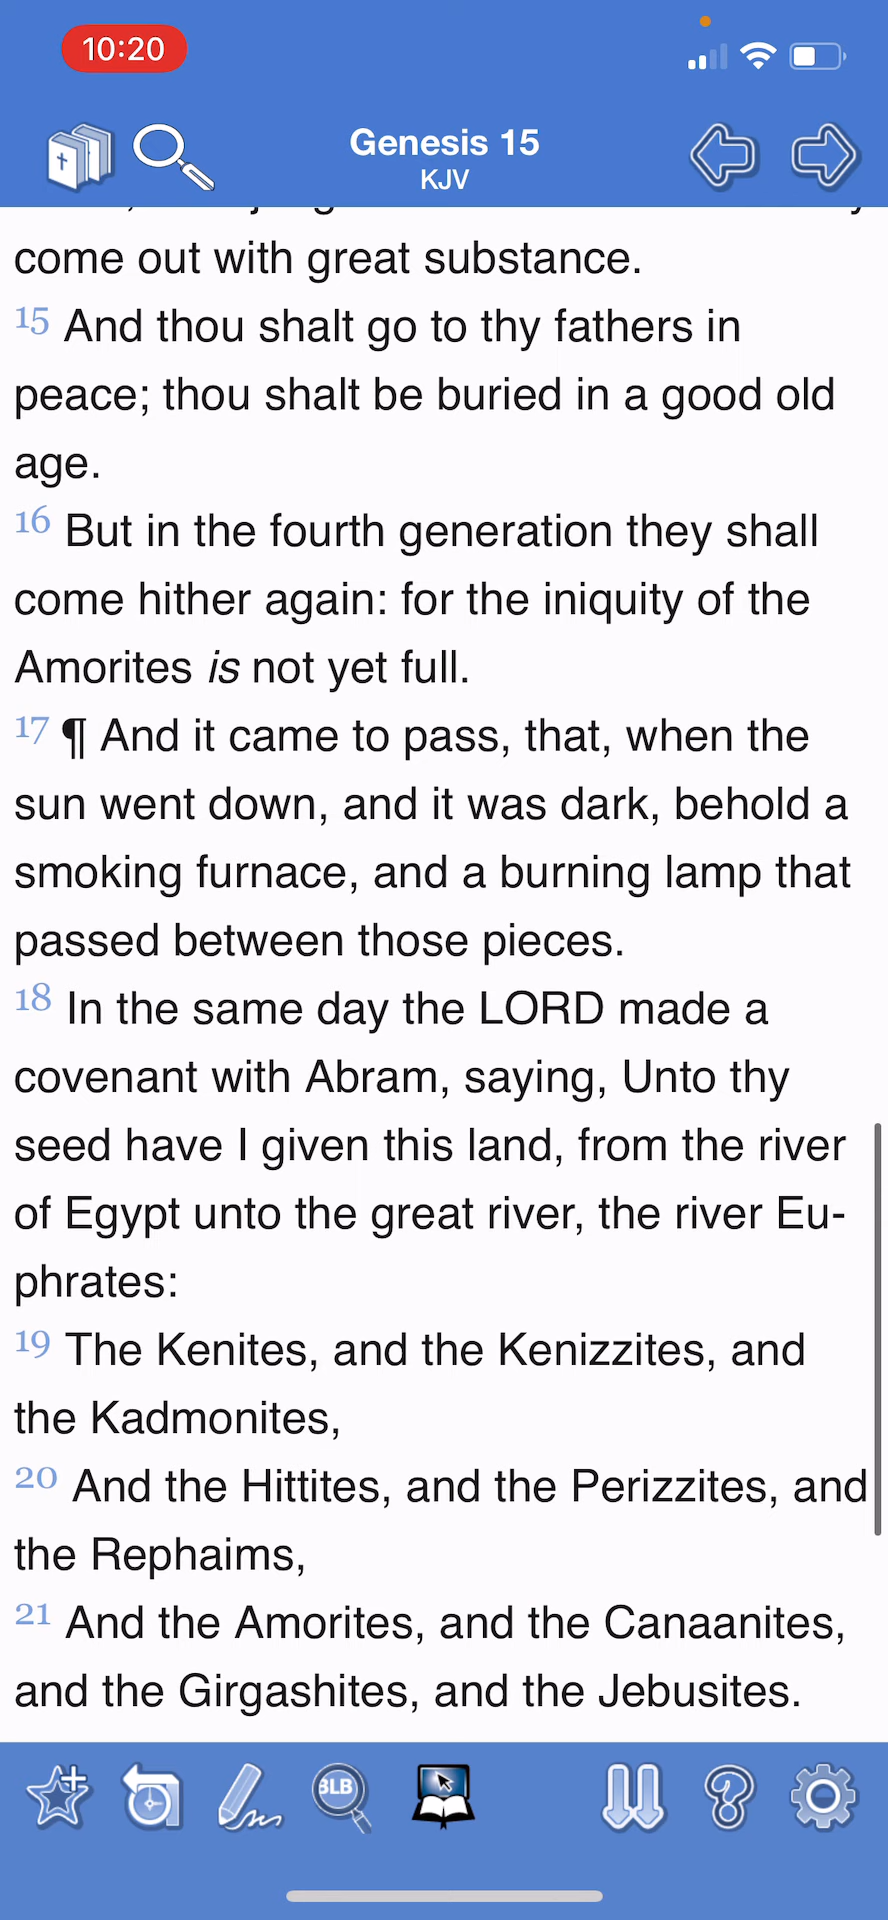 10:20
Genesis 15
KJV
come out with great substance.
15 And thou shalt go to thy fathers in
peace; thou shalt be buried in a good old
age.
16 But in the fourth generation they shall
come hither again: for the iniquity of the
Amorites is not yet full.
17 ¶ And it came to pass, that, when the
sun went down, and it was dark, behold a
smoking furnace, and a burning lamp that
passed between those pieces.
18 In the same day the LORD made a
covenant with Abram, saying, Unto thy
seed have I given this land, from the river
of Egypt unto the great river, the river Eu-
phrates:
19 The Kenites, and the Kenizzites, and
the Kadmonites,
20 And the Hittites, and the Perizzites, and
the Rephaims,
21 And the Amorites, and the Canaanites,
and the Girgashites, and the Jebusites.
BLB